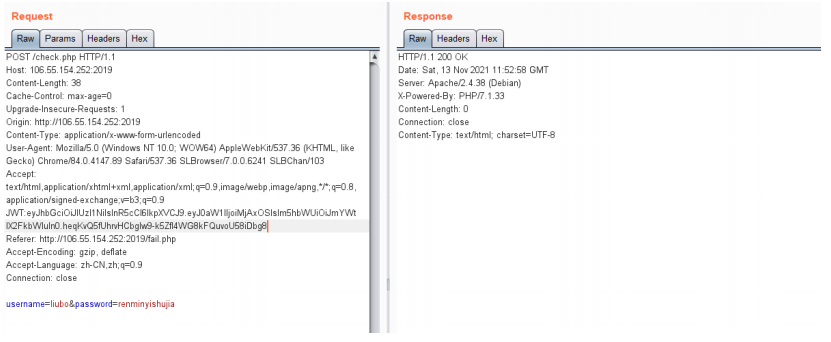 Request
Raw Params Headers Hex
POST /check.php HTTP/1.1
Host: 106.55.154.252:2019
Content-Length: 38
Cache-Control: max-age=0
Upgrade-Insecure-Requests: 1
Origin: http://106.55.154.252:2019
Content-Type: application/x-www-form-urlencoded
User-Agent: Mozilla/5.0 (Windows NT 10.0; WOW64) AppleWebKit/537.36 (KHTML, like
Gecko) Chrome/84.0.4147.89 Safari/537.36 SLBrowser/7.0.0.6241 SLBChan/103
Accept:
text/html,application/xhtml+xml,application/xml;q=0.9,image/webp,image/apng,*/*;q=0.8,
application/signed-exchange;v=b3;q=0.9
Referer: http://106.55.154.252:2019/fail.php
Accept-Encoding: gzip, deflate
Accept-Language: zh-CN,zh;q=0.9
Connection: close
username=liubo&password=renminyishujia
Response
Raw Headers Hex
HTTP/1.1 200 OK
Date: Sat, 13 Nov 2021 11:52:58 GMT
Server: Apache/2.4.38 (Debian)
X-Powered-By: PHP/7.1.33
Content-Length: 0
Connection: close
Content-Type: text/html; charset=UTF-8